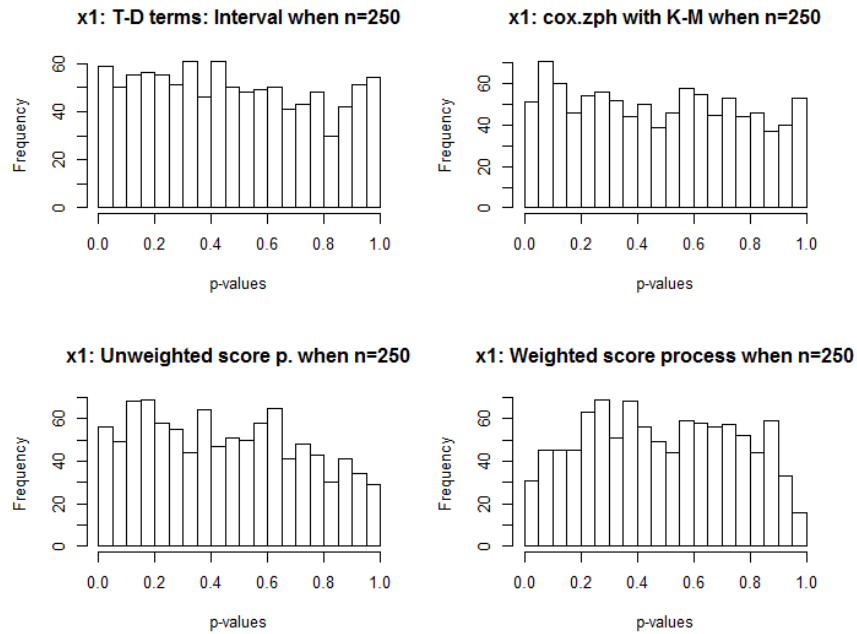 x1: T-D terms: Interval when n=250
Frequency
0 20 40 60
0.0 0.2 0.4 0.6 0.8 1.0
p-values
x1: cox.zph with K-M when n=250
Frequency
0 20 40 60
0.0 0.2 0.4 0.6 0.8 1.0
p-values
x1: Unweighted score p. when n=250
Frequency
0 20 40 60
0.0 0.2 0.4 0.6 0.8 1.0
p-values
x1: Weighted score process when n=250
Frequency
0 20 40 60
0.0 0.2 0.4 0.6 0.8 1.0
p-values